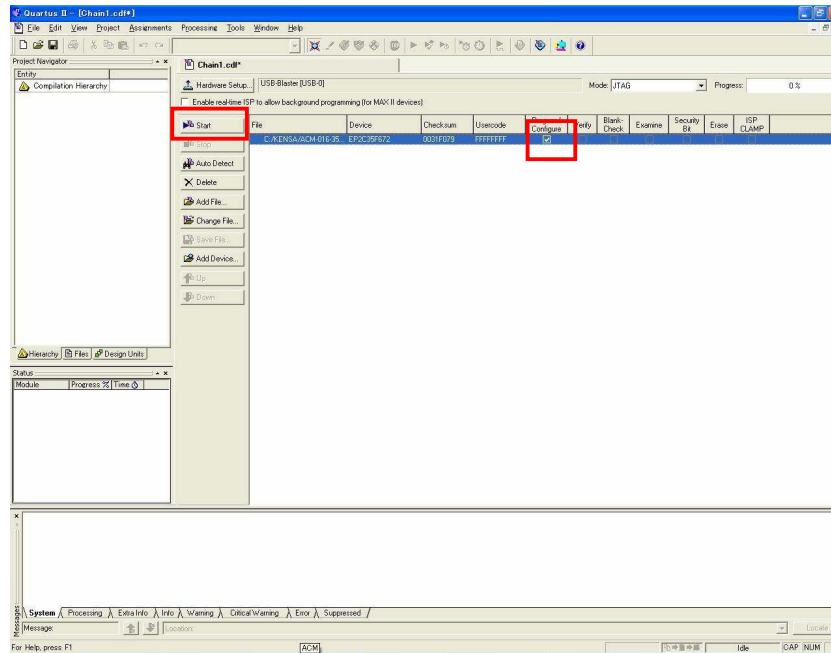 Quartus II - [Chain1.cdf*]
File Edit View Project Assignments Processing Tools Window Help
Project Navigator
Entity
Compilation Hierarchy
Hierarchy Files Design Units
Status
Module Progress % Time
Chain1.cdf*
Hardware Setup... USB-Blaster [USB-0] Mode: JTAG Progress: 0 %
Enable real-time ISP to allow background programming (for MAX II devices)
Start
Stop
Auto Detect
Delete
Add File...
Change File...
Save File...
Add Device...
Up
Down
File Device Checksum Usercode Configure Verify Blank-Check Examine Security Bit Erase ISP CLAMP
C:/KENSA/ACM-016-35... EP2C35F672 0031F079 FFFFFFFF
Messages
System Processing Extra Info Info Warning Critical Warning Error Suppressed
Message: Location: Locate
For Help, press F1 ACM Idle CAP NUM